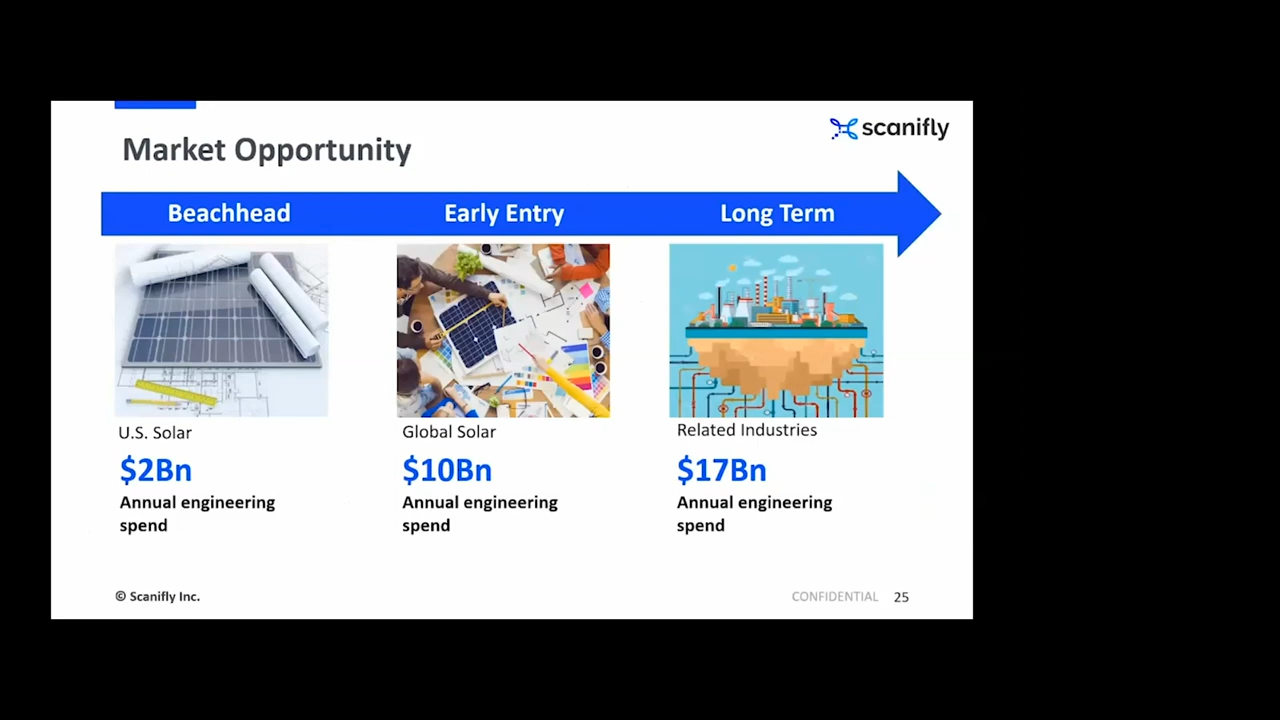 scanifly
Market Opportunity
Beachhead
Early Entry
Long Term
U.S. Solar
$2Bn
Annual engineering
spend
Global Solar
$10Bn
Annual engineering
spend
Related Industries
$17Bn
Annual engineering
spend
© Scanifly Inc.
CONFIDENTIAL
25